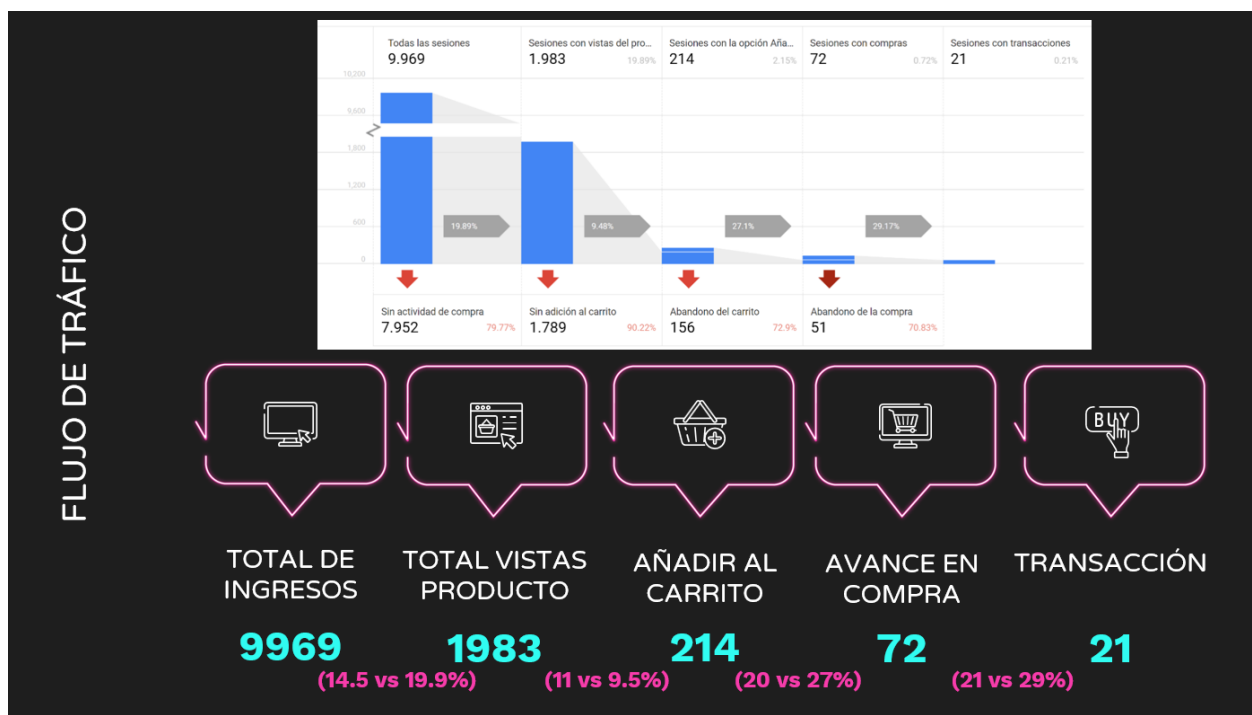 FLUJO DE TRÁFICO
Todas las sesiones
9.969
Sesiones con vistas del pro...
1.983 19.89%
Sesiones con la opción Aña...
214 2.15%
Sesiones con compras
72 0.72%
Sesiones con transacciones
21 0.21%
10,200
9,600
1,800
1,200
600
0
19.89%
9.48%
27.1%
29.17%
Sin actividad de compra
7.952 79.77%
Sin adición al carrito
1.789 90.22%
Abandono del carrito
156 72.9%
Abandono de la compra
51 70.83%
BUY
TOTAL DE
INGRESOS
9969
TOTAL VISTAS
PRODUCTO
1983
AÑADIR AL
CARRITO
214
AVANCE EN
COMPRA
72
TRANSACCIÓN
21
(14.5 vs 19.9%)
(11 vs 9.5%)
(20 vs 27%)
(21 vs 29%)